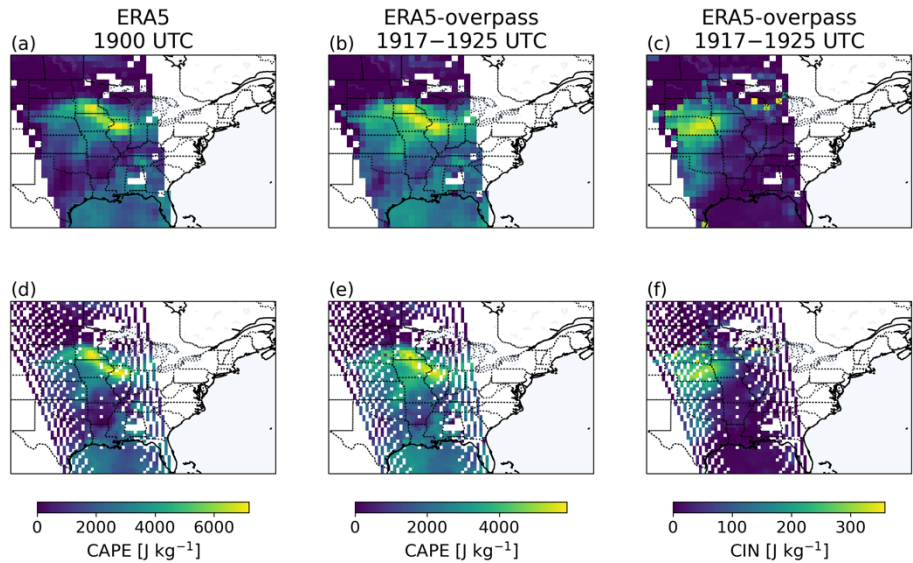 ERA5
1900 UTC
ERA5-overpass
1917−1925 UTC
ERA5-overpass
1917−1925 UTC
(a)
(b)
(c)
(d)
(e)
(f)
0 2000 4000 6000
CAPE [J kg⁻¹]
0 2000 4000
CAPE [J kg⁻¹]
0 100 200 300
CIN [J kg⁻¹]